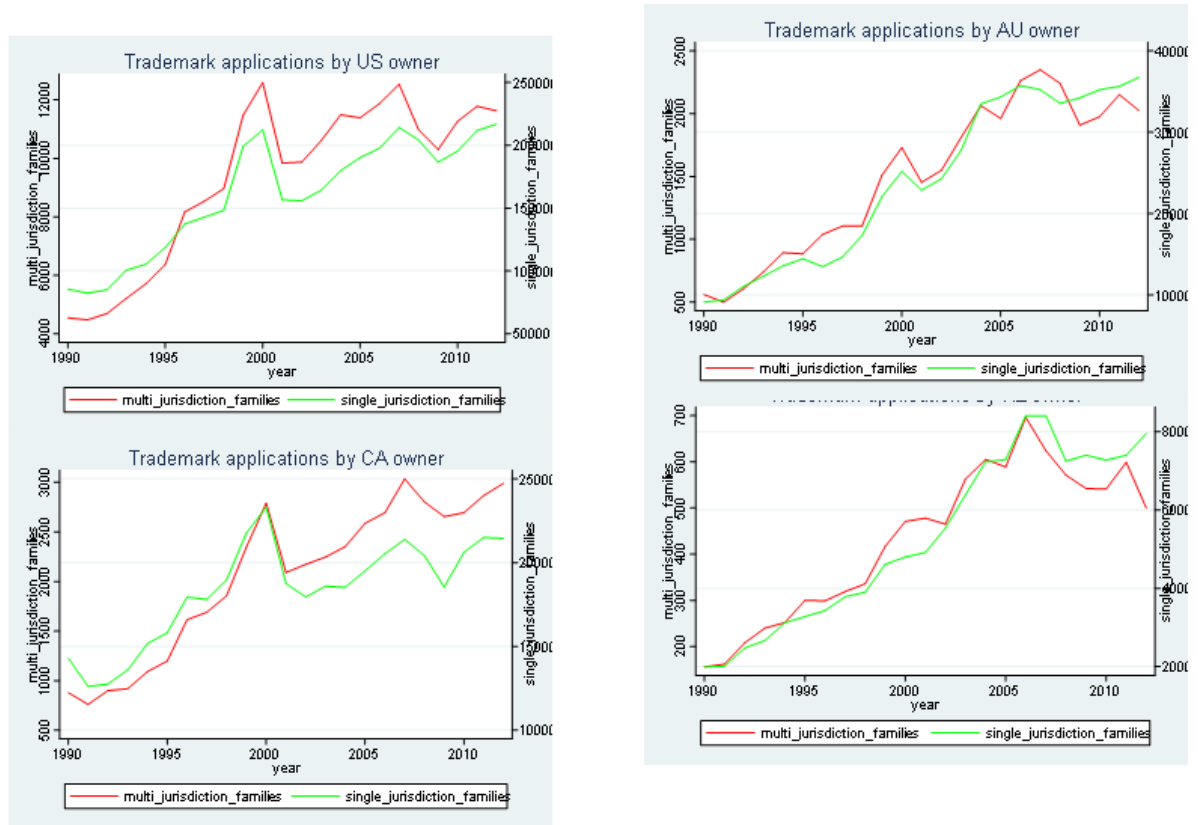 Trademark applications by US owner
multi_jurisdiction_families
4000 6000 8000 10000 12000
single_jurisdiction_families
50000 100000 150000 200000 250000
1990 1995 2000 2005 2010
year
multi_jurisdiction_families single_jurisdiction_families
Trademark applications by CA owner
multi_jurisdiction_families
500 1000 1500 2000 2500 3000
single_jurisdiction_families
10000 15000 20000 25000
1990 1995 2000 2005 2010
year
multi_jurisdiction_families single_jurisdiction_families
Trademark applications by AU owner
multi_jurisdiction_families
500 1000 1500 2000 2500
single_jurisdiction_families
10000 20000 30000 40000
1990 1995 2000 2005 2010
year
multi_jurisdiction_families single_jurisdiction_families
Trademark applications by owner
multi_jurisdiction_families
200 300 400 500 600 700
single_jurisdiction_families
2000 4000 6000 8000
1990 1995 2000 2005 2010
year
multi_jurisdiction_families single_jurisdiction_families